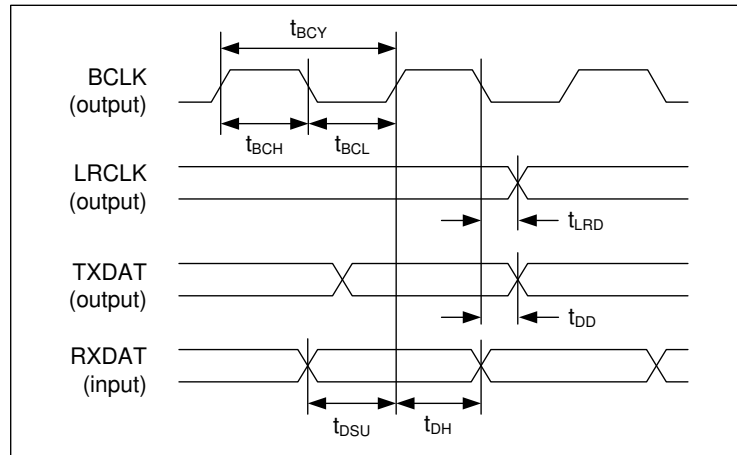 tBCY
BCLK
(output)
tBCH
tBCL
LRCLK
(output)
tLRD
TXDAT
(output)
tDD
RXDAT
(input)
tDSU
tDH